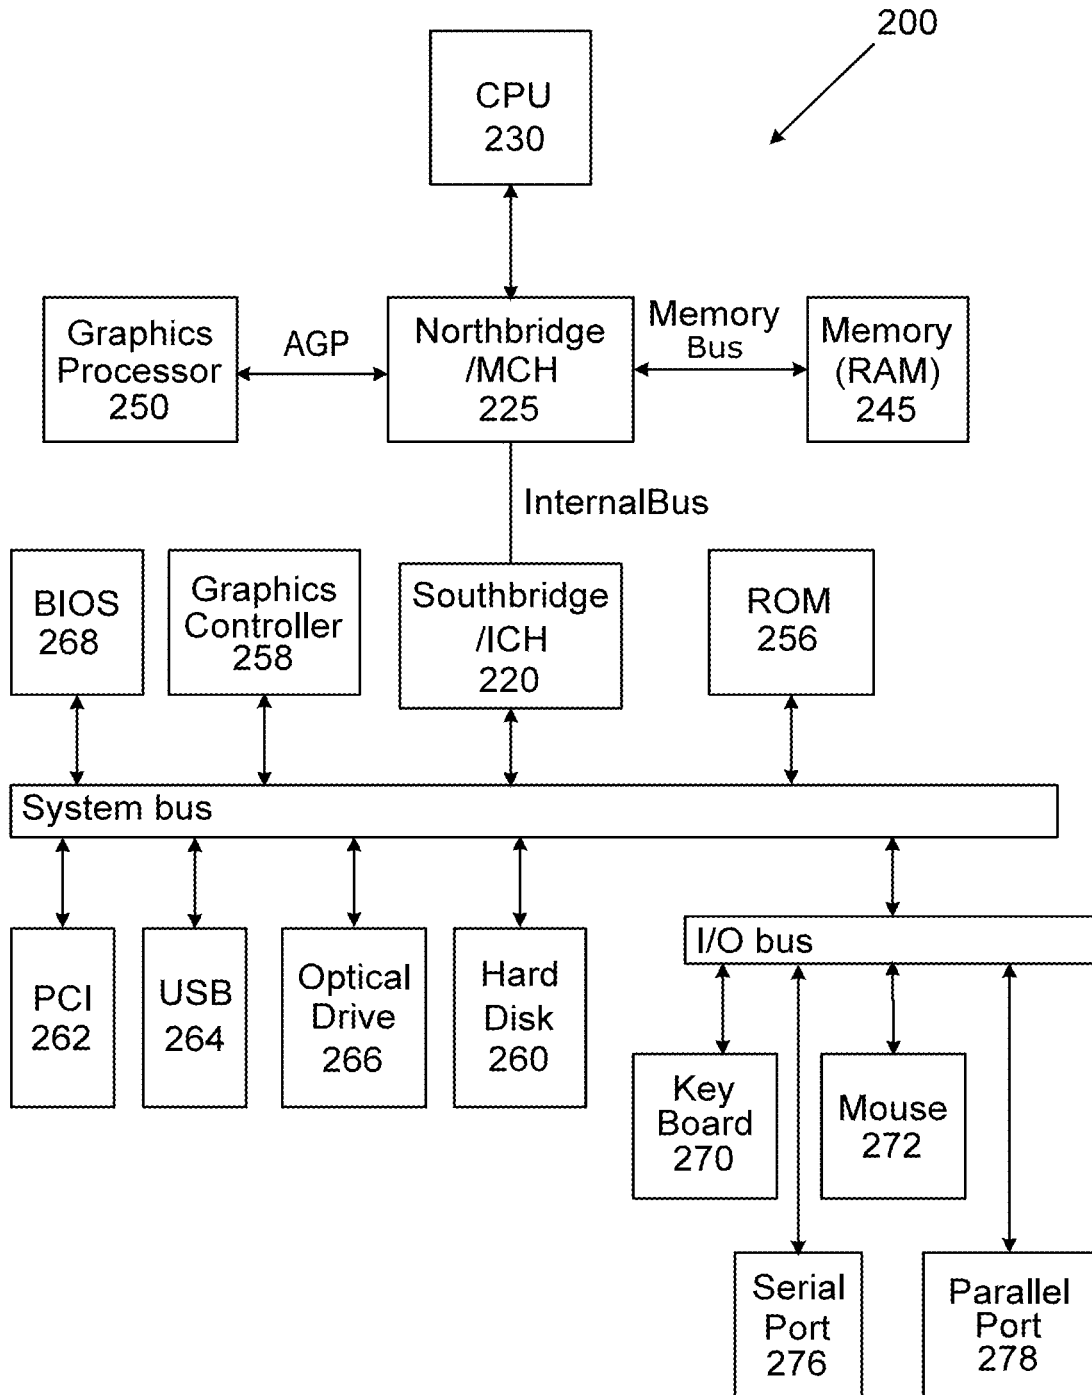 200
CPU
230
Graphics
Processor
250
AGP
Northbridge
/MCH
225
Memory
Bus
Memory
(RAM)
245
InternalBus
BIOS
268
Graphics
Controller
258
Southbridge
/ICH
220
ROM
256
System bus
PCI
262
USB
264
Optical
Drive
266
Hard
Disk
260
I/O bus
Key
Board
270
Mouse
272
Serial
Port
276
Parallel
Port
278